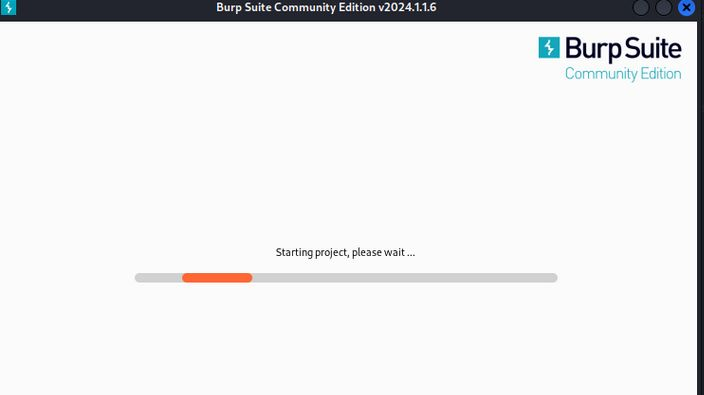 Burp Suite Community Edition v2024.1.1.6
Burp Suite
Community Edition
Starting project, please wait ...